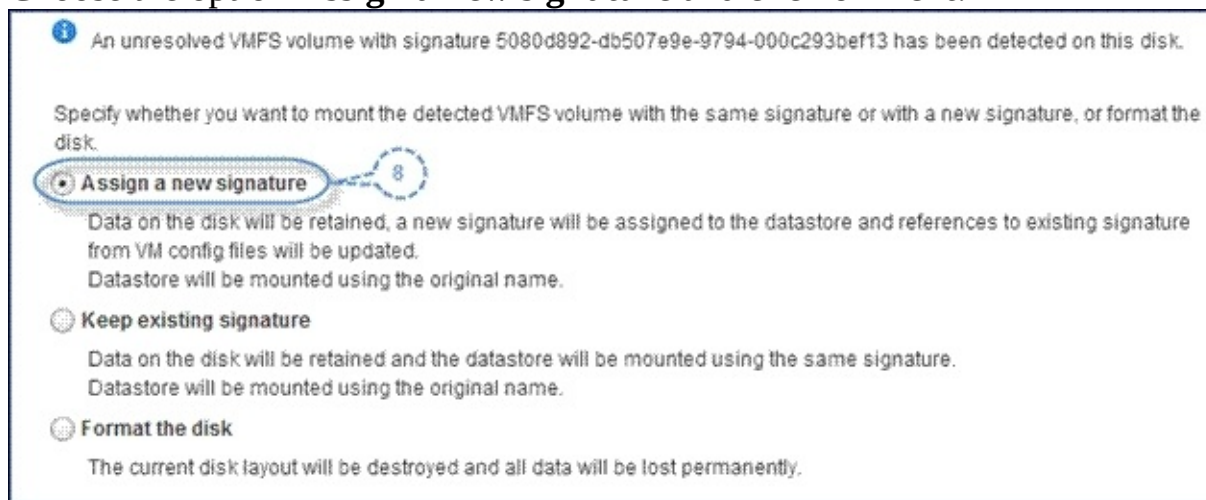 An unresolved VMFS volume with signature 5080d892-db507e9e-9794-000c293bef13 has been detected on this disk.
Specify whether you want to mount the detected VMFS volume with the same signature or with a new signature, or format the
disk.
Assign a new signature
8
Data on the disk will be retained, a new signature will be assigned to the datastore and references to existing signature
from VM config files will be updated.
Datastore will be mounted using the original name.
Keep existing signature
Data on the disk will be retained and the datastore will be mounted using the same signature.
Datastore will be mounted using the original name.
Format the disk
The current disk layout will be destroyed and all data will be lost permanently.